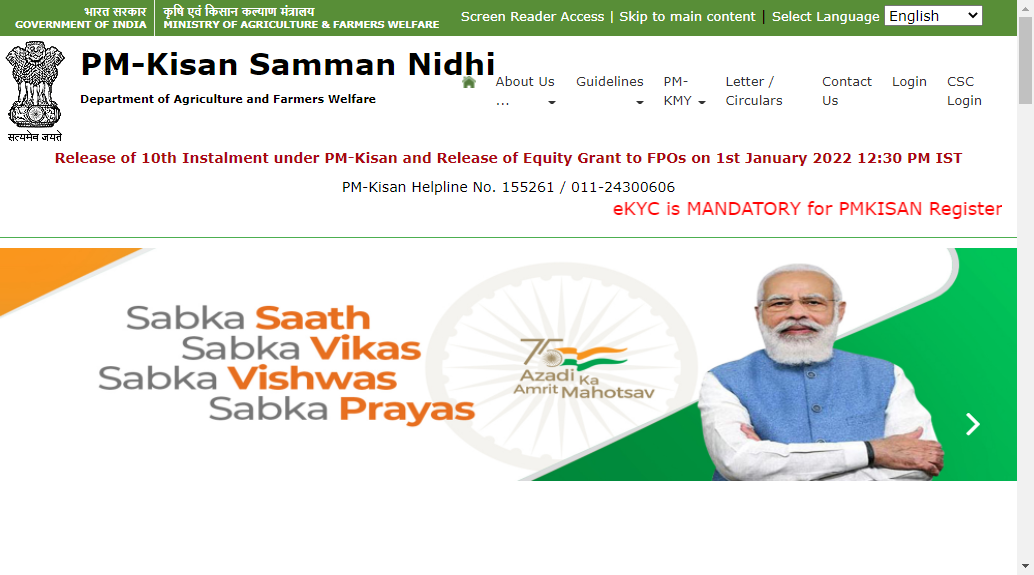 भारत सरकार
GOVERNMENT OF INDIA
कृषि एवं किसान कल्याण मंत्रालय
MINISTRY OF AGRICULTURE & FARMERS WELFARE
Screen Reader Access | Skip to main content | Select Language English
PM-Kisan Samman Nidhi
Department of Agriculture and Farmers Welfare
सत्यमेव जयते
About Us ...
Guidelines
PM-KMY
Letter / Circulars
Contact Us
Login
CSC Login
Release of 10th Instalment under PM-Kisan and Release of Equity Grant to FPOs on 1st January 2022 12:30 PM IST
PM-Kisan Helpline No. 155261 / 011-24300606
eKYC is MANDATORY for PMKISAN Register
Sabka Saath
Sabka Vikas
Sabka Vishwas
Sabka Prayas
75
Azadi Ka
Amrit Mahotsav